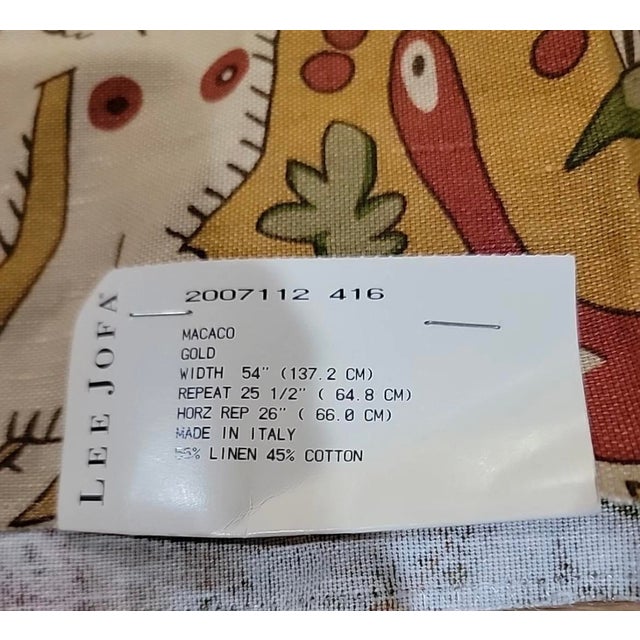 LEE JOFA
2007112 416
MACACO
GOLD
WIDTH 54" (137.2 CM)
REPEAT 25 1/2" ( 64.8 CM)
HORZ REP 26" ( 66.0 CM)
MADE IN ITALY
LINEN 45% COTTON